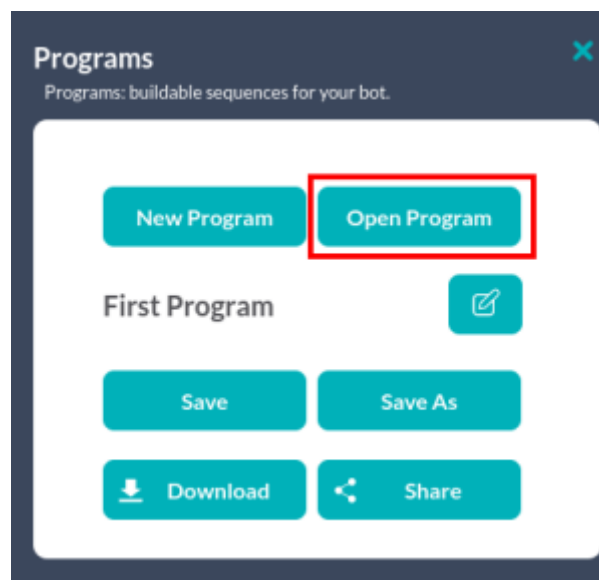 Programs
Programs: buildable sequences for your bot.
New Program
Open Program
First Program
Save
Save As
Download
Share